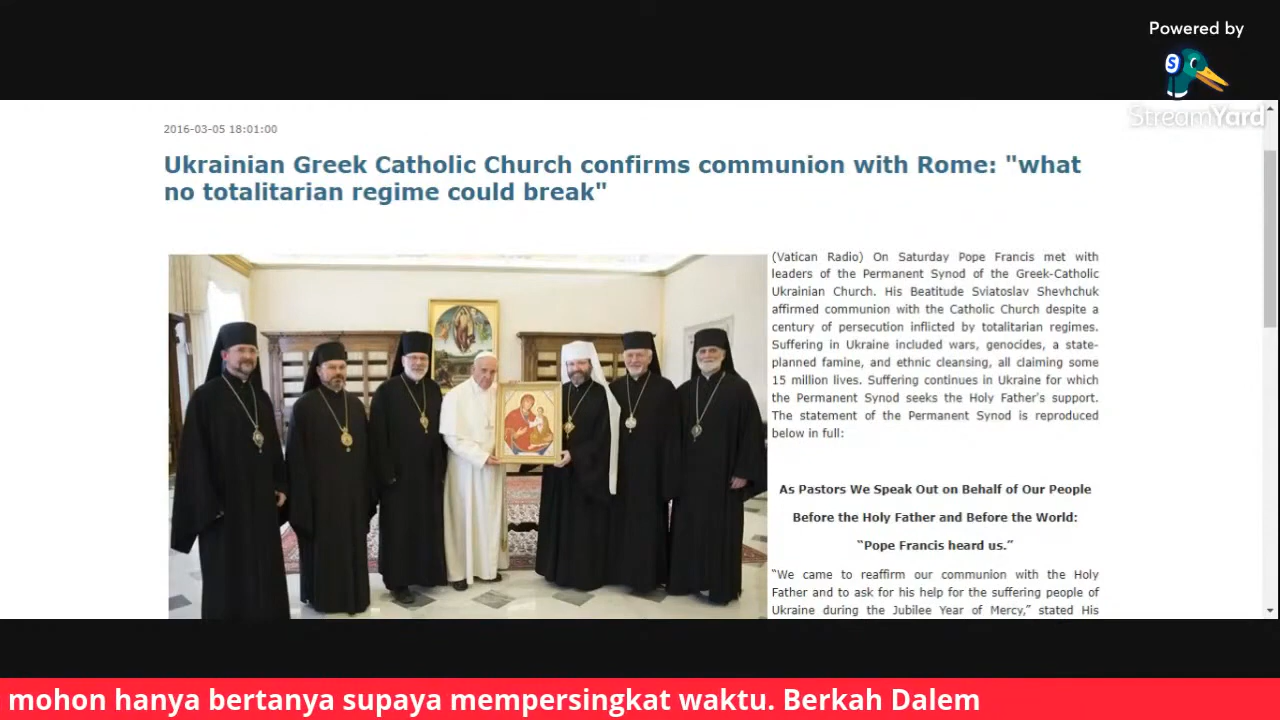 Powered by
S
StreamYard
2016-03-05 18:01:00
Ukrainian Greek Catholic Church confirms communion with Rome: "what
no totalitarian regime could break"
(Vatican Radio) On Saturday Pope Francis met with
leaders of the Permanent Synod of the Greek-Catholic
Ukrainian Church. His Beatitude Sviatoslav Shevhchuk
affirmed communion with the Catholic Church despite a
century of persecution inflicted by totalitarian regimes.
Suffering in Ukraine included wars, genocides, a state-
planned famine, and ethnic cleansing, all claiming some
15 million lives. Suffering continues in Ukraine for which
the Permanent Synod seeks the Holy Father's support.
The statement of the Permanent Synod is reproduced
below in full:
As Pastors We Speak Out on Behalf of Our People
Before the Holy Father and Before the World:
“Pope Francis heard us.”
“We came to reaffirm our communion with the Holy
Father and to ask for his help for the suffering people of
Ukraine during the Jubilee Year of Mercy,” stated His
mohon hanya bertanya supaya mempersingkat waktu. Berkah Dalem